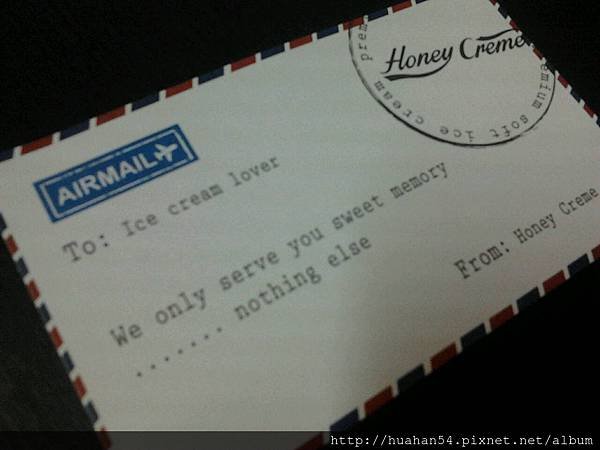 Honey Creme
premium soft ice cream prem
AIRMAIL
To: Ice cream lover
We only serve you sweet memory
....... nothing else
From: Honey Creme
http://huahan54.pixnet.net/album